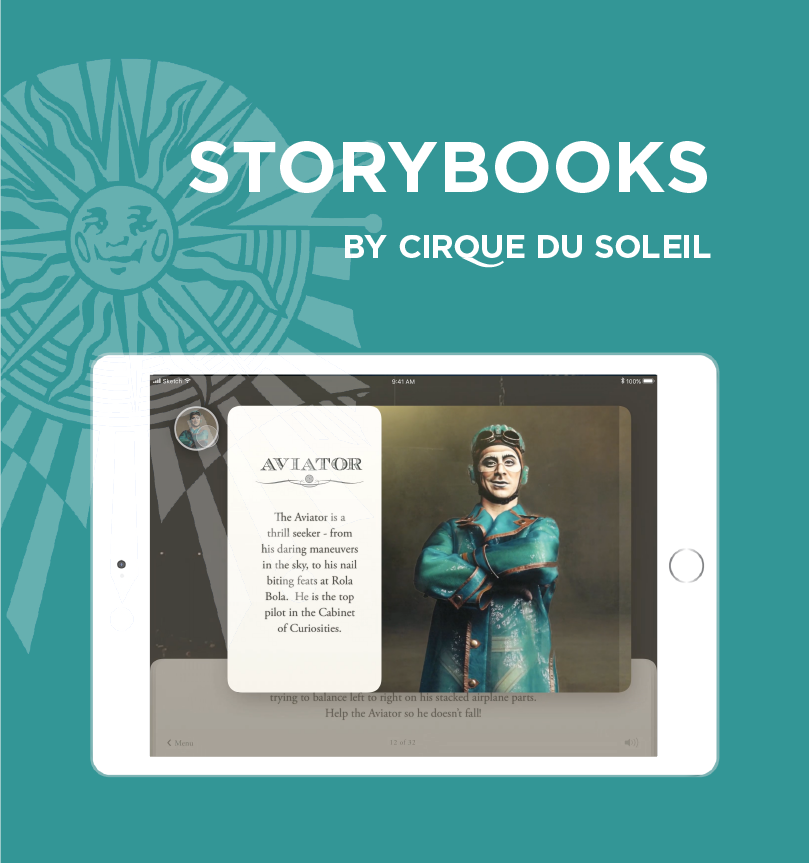 STORYBOOKS
BY CIRQUE DU SOLEIL
Sketch
9:41 AM
100%
AVIATOR
The Aviator is a
thrill seeker - from
his daring maneuvers
in the sky, to his nail
biting feats at Rola
Bola.  He is the top
pilot in the Cabinet
of Curiosities.
trying to balance left to right on his stacked airplane parts.
Help the Aviator so he doesn't fall!
Menu
12 of 32